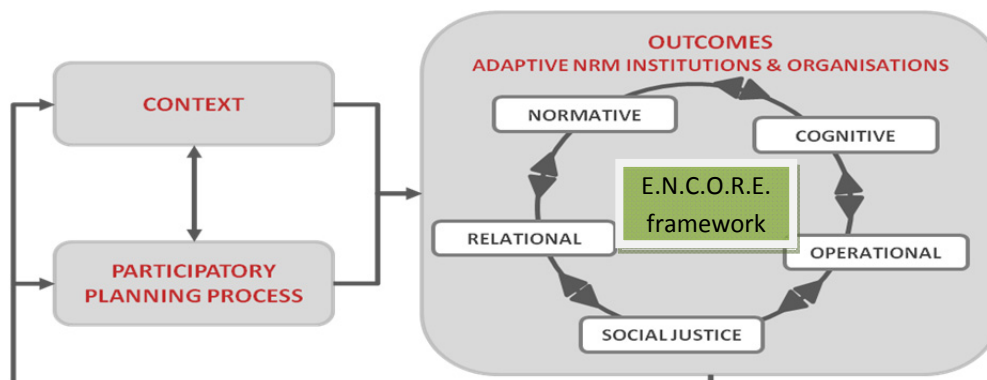 CONTEXT
PARTICIPATORY
PLANNING PROCESS
OUTCOMES
ADAPTIVE NRM INSTITUTIONS & ORGANISATIONS
NORMATIVE
COGNITIVE
E.N.C.O.R.E.
framework
RELATIONAL
OPERATIONAL
SOCIAL JUSTICE